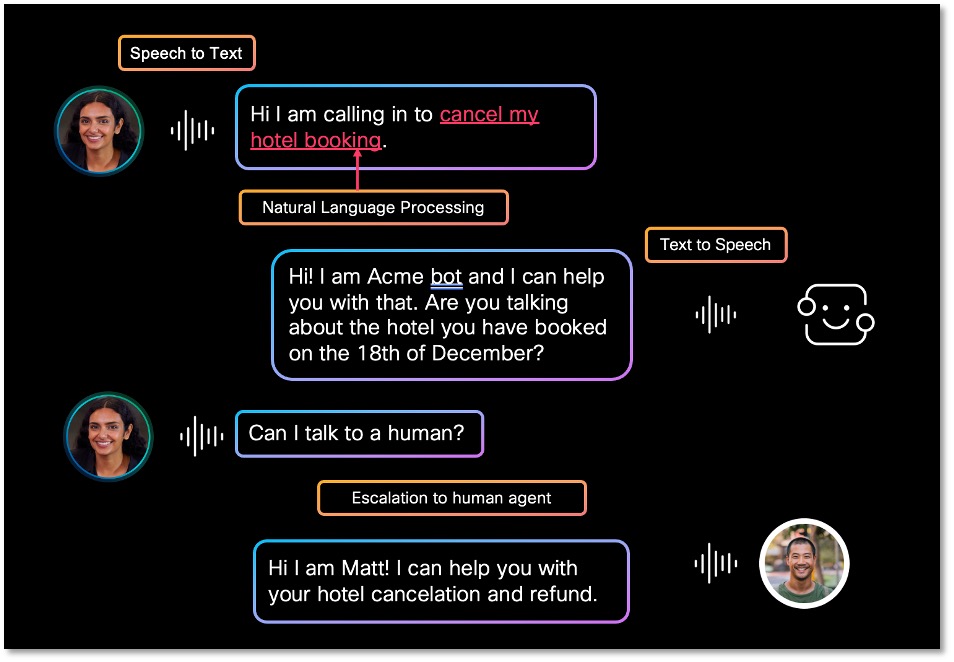 Speech to Text
Hi I am calling in to cancel my
hotel booking.
Natural Language Processing
Text to Speech
Hi! I am Acme bot and I can help
you with that. Are you talking
about the hotel you have booked
on the 18th of December?
Can I talk to a human?
Escalation to human agent
Hi I am Matt! I can help you with
your hotel cancelation and refund.